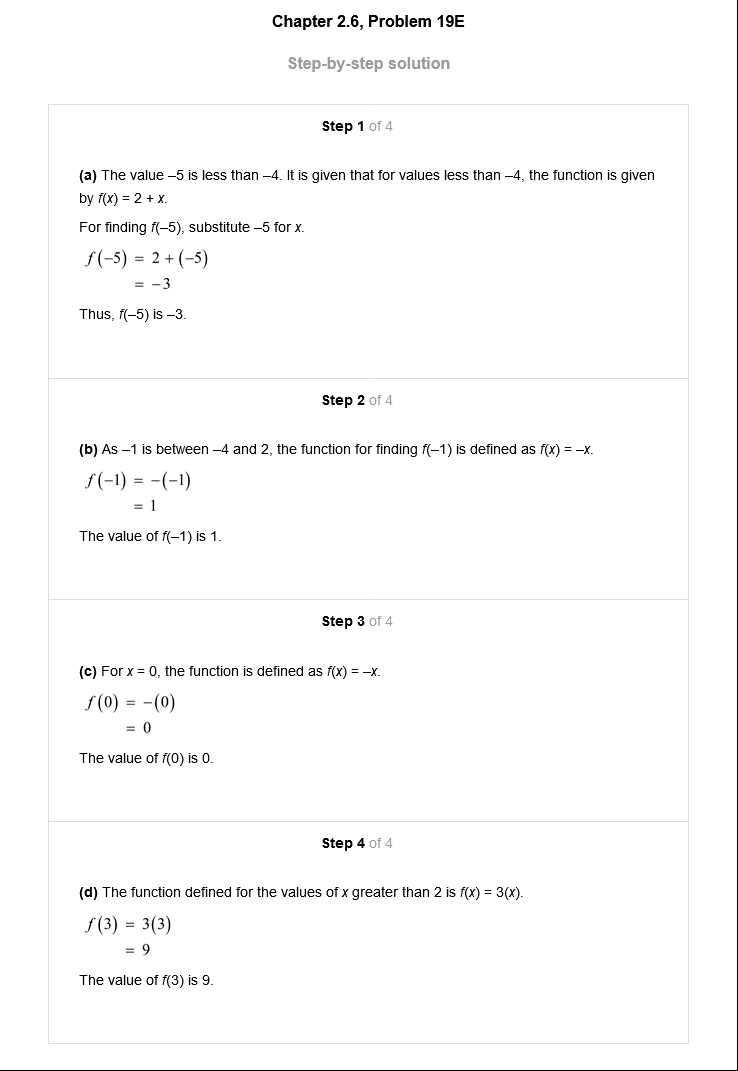 Chapter 2.6, Problem 19E
Step-by-step solution
Step 1 of 4
(a) The value –5 is less than –4. It is given that for values less than –4, the function is given
by f(x) = 2 + x.
For finding f(–5), substitute –5 for x.
f(−5) = 2 + (−5)
= −3
Thus, f(–5) is –3.
Step 2 of 4
(b) As –1 is between –4 and 2, the function for finding f(–1) is defined as f(x) = –x.
f(−1) = −(−1)
= 1
The value of f(–1) is 1.
Step 3 of 4
(c) For x = 0, the function is defined as f(x) = –x.
f(0) = −(0)
= 0
The value of f(0) is 0.
Step 4 of 4
(d) The function defined for the values of x greater than 2 is f(x) = 3(x).
f(3) = 3(3)
= 9
The value of f(3) is 9.